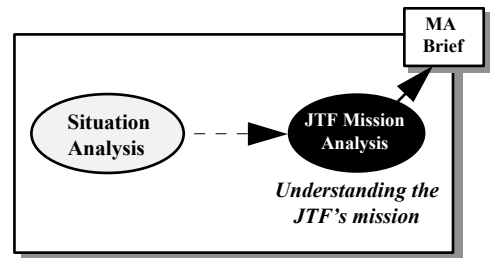 MA
Brief
Situation
Analysis
JTF Mission
Analysis
Understanding the
JTF's mission